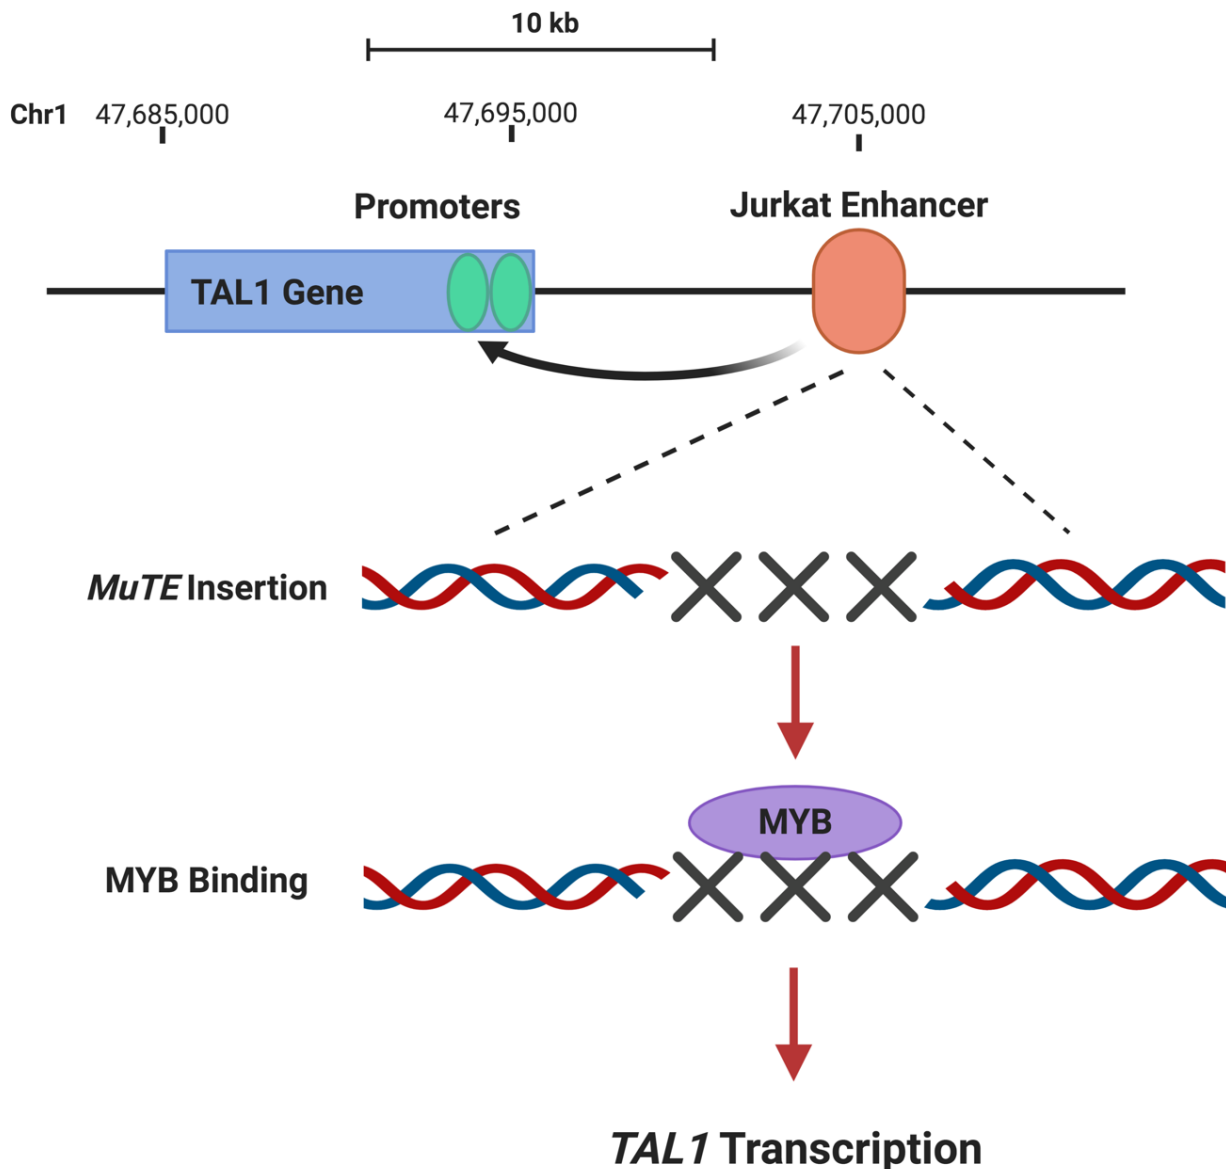 10 kb
Chr1 47,685,000 47,695,000 47,705,000
Promoters Jurkat Enhancer
TAL1 Gene
MuTE Insertion
MYB
MYB Binding
TAL1 Transcription